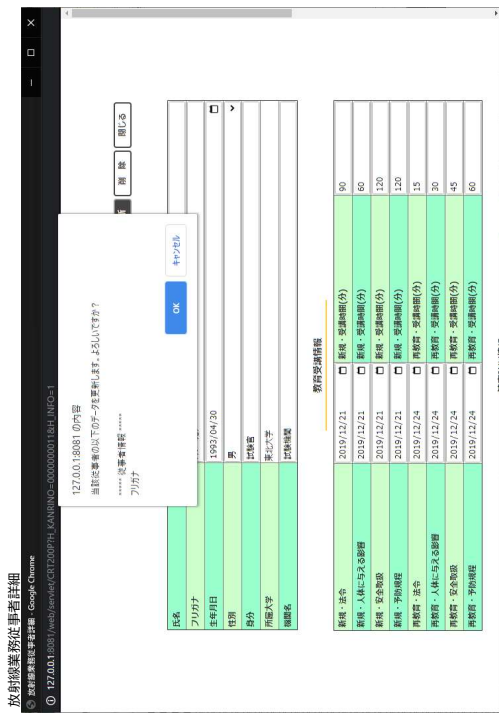 放射線業務従事者詳細
放射線業務従事者詳細 - Google Chrome
127.0.0.1:8081/web/servlet/CRT200P?H_KANRINO=0000000011&H_INFO=1
127.0.0.1:8081 の内容
当該従事者の以下のデータを更新します。よろしいですか?
***** 従事者情報 *****
フリガナ
OK キャンセル
削 除 閉じる
氏名
フリガナ
生年月日 1993/04/30
性別 男
身分 試験官
所属大学 東北大学
機関名 試験機関
教育受講情報
新規・法令 2019/12/21 新規・受講時間(分) 90
新規・人体に与える影響 2019/12/21 新規・受講時間(分) 60
新規・安全取扱 2019/12/21 新規・受講時間(分) 120
新規・予防規程 2019/12/21 新規・受講時間(分) 120
再教育・法令 2019/12/24 再教育・受講時間(分) 15
再教育・人体に与える影響 2019/12/24 再教育・受講時間(分) 30
再教育・安全取扱 2019/12/24 再教育・受講時間(分) 45
再教育・予防規程 2019/12/24 再教育・受講時間(分) 60